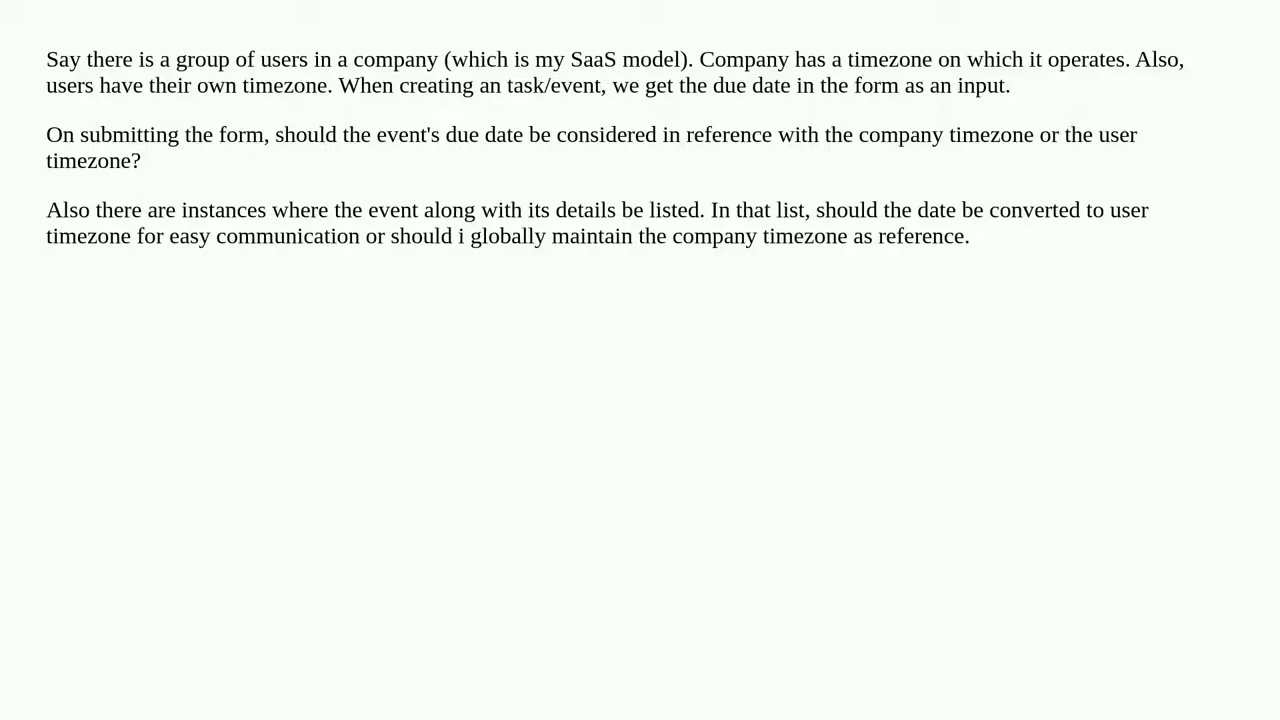 Say there is a group of users in a company (which is my SaaS model). Company has a timezone on which it operates. Also,
users have their own timezone. When creating an task/event, we get the due date in the form as an input.
On submitting the form, should the event's due date be considered in reference with the company timezone or the user
timezone?
Also there are instances where the event along with its details be listed. In that list, should the date be converted to user
timezone for easy communication or should i globally maintain the company timezone as reference.